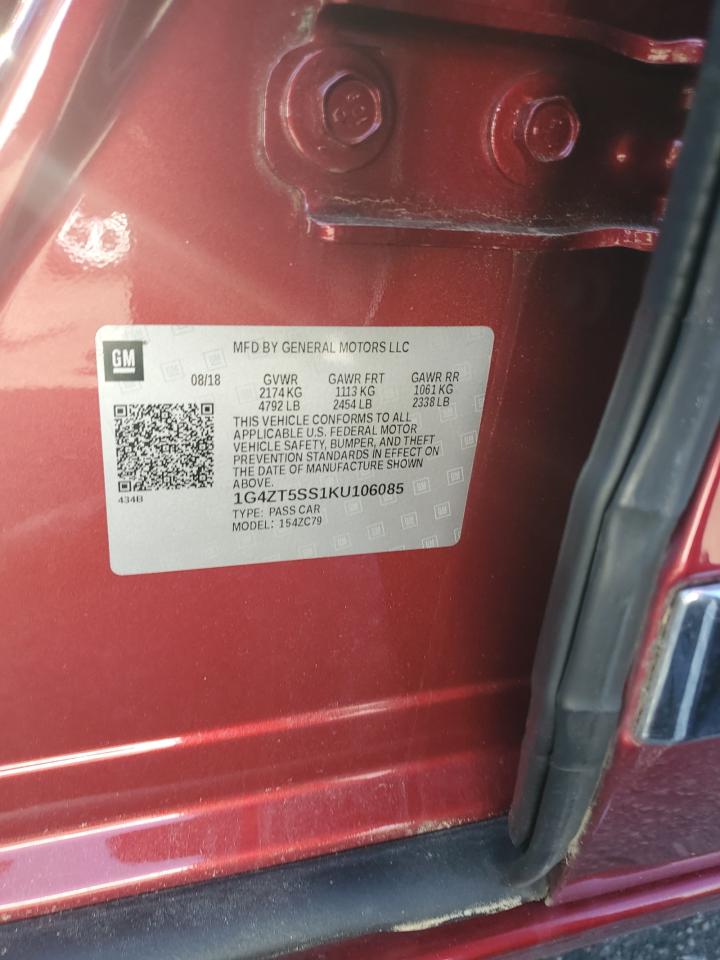 GM
MFD BY GENERAL MOTORS LLC
08/18 GVWR GAWR FRT GAWR RR
2174 KG 1113 KG 1061 KG
4792 LB 2454 LB 2338 LB
THIS VEHICLE CONFORMS TO ALL
APPLICABLE U.S. FEDERAL MOTOR
VEHICLE SAFETY, BUMPER, AND THEFT
PREVENTION STANDARDS IN EFFECT ON
THE DATE OF MANUFACTURE SHOWN
ABOVE.
434B
1G4ZT5SS1KU106085
TYPE: PASS CAR
MODEL: 154ZC79